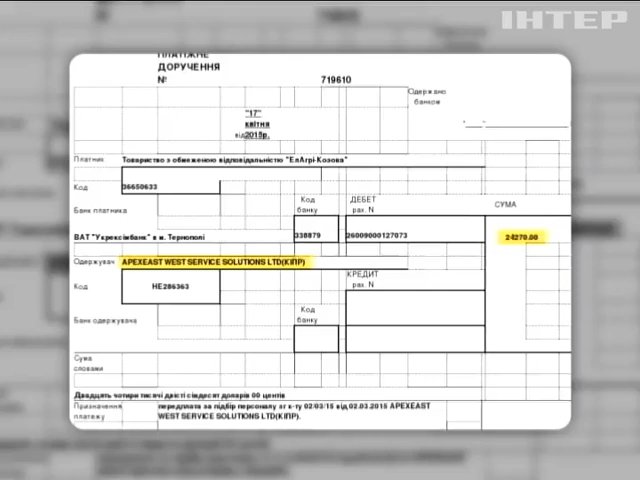 ІНТЕР
ПЛАТІЖНЕ
ДОРУЧЕННЯ
№ 719610
Одержано
банком
"17"
квітня
від2015р.
Платник Товариство з обмеженою відповідальністю "ЕлАгрі-Козова"
Код 36650633
Банк платника
Код
банку
ДЕБЕТ
рах. N
СУМА
ВАТ "Укрексімбанк" в м. Тернополі 338879 26009000127073 24270.00
Одержувач APEXEAST WEST SERVICE SOLUTIONS LTD(КІПР)
Код НЕ286363
КРЕДИТ
рах. N
Банк одержувача
Код
банку
Сума
словами
Двадцять чотири тисячі двісті сімдесят доларів 00 центів
Призначення
платежу
передплата за підбір персоналу зг к-ту 02/03/15 від 02.03.2015 APEXEAST
WEST SERVICE SOLUTIONS LTD(КІПР).